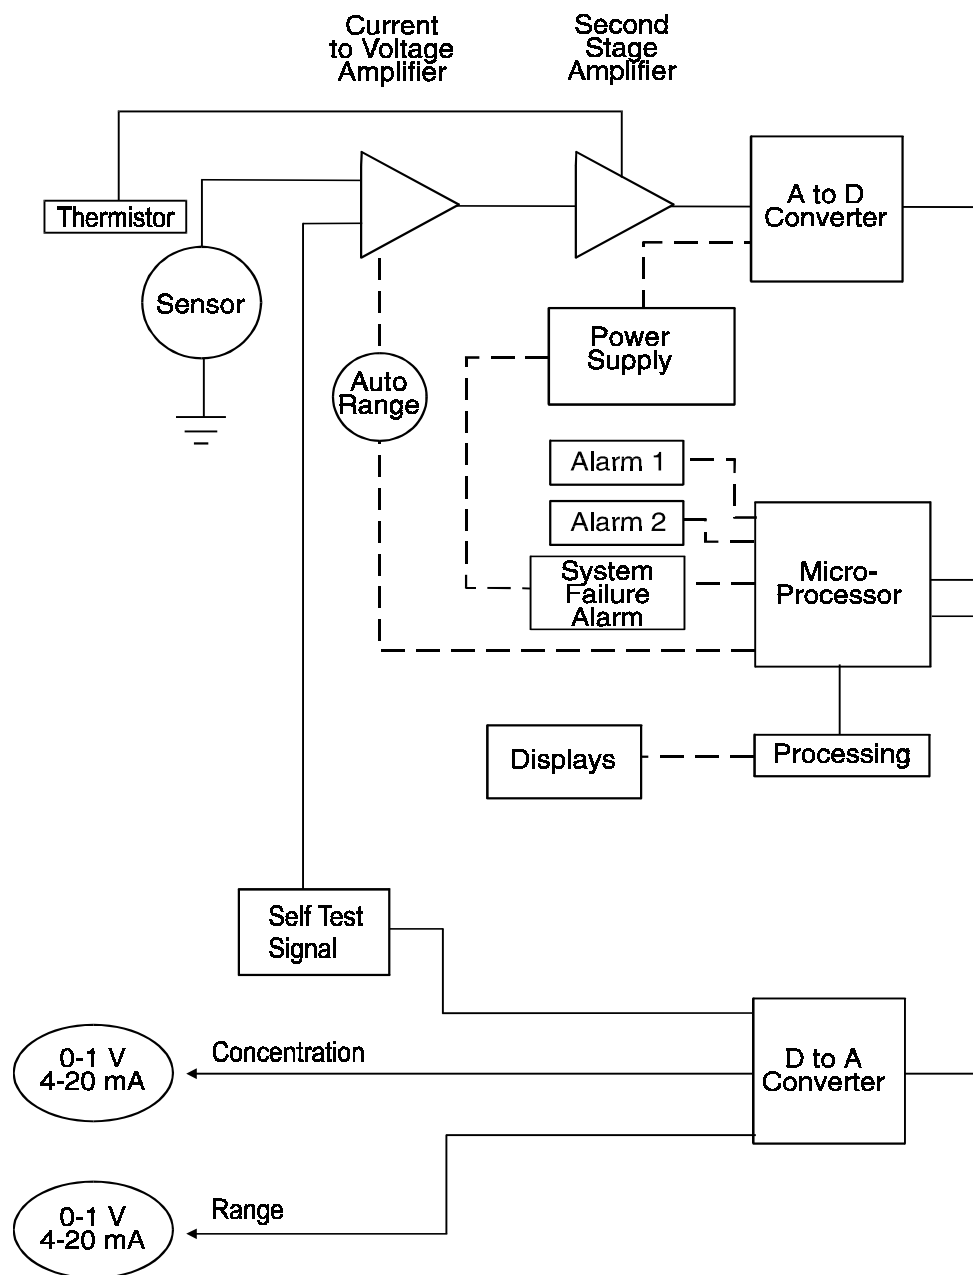 Current
to Voltage
Amplifier
Second
Stage
Amplifier
Thermistor
A to D
Converter
Sensor
Power
Supply
Auto
Range
Alarm 1
Alarm 2
System
Failure
Alarm
Micro-
Processor
Displays
Processing
Self Test
Signal
0-1 V
4-20 mA
Concentration
D to A
Converter
0-1 V
4-20 mA
Range